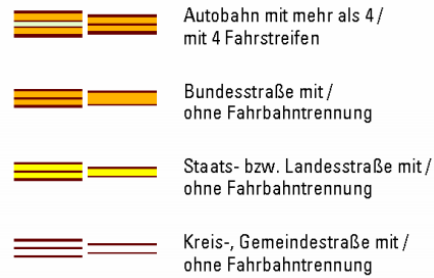 Autobahn mit mehr als 4 /
mit 4 Fahrstreifen
Bundesstraße mit /
ohne Fahrbahntrennung
Staats- bzw. Landesstraße mit /
ohne Fahrbahntrennung
Kreis-, Gemeindestraße mit /
ohne Fahrbahntrennung